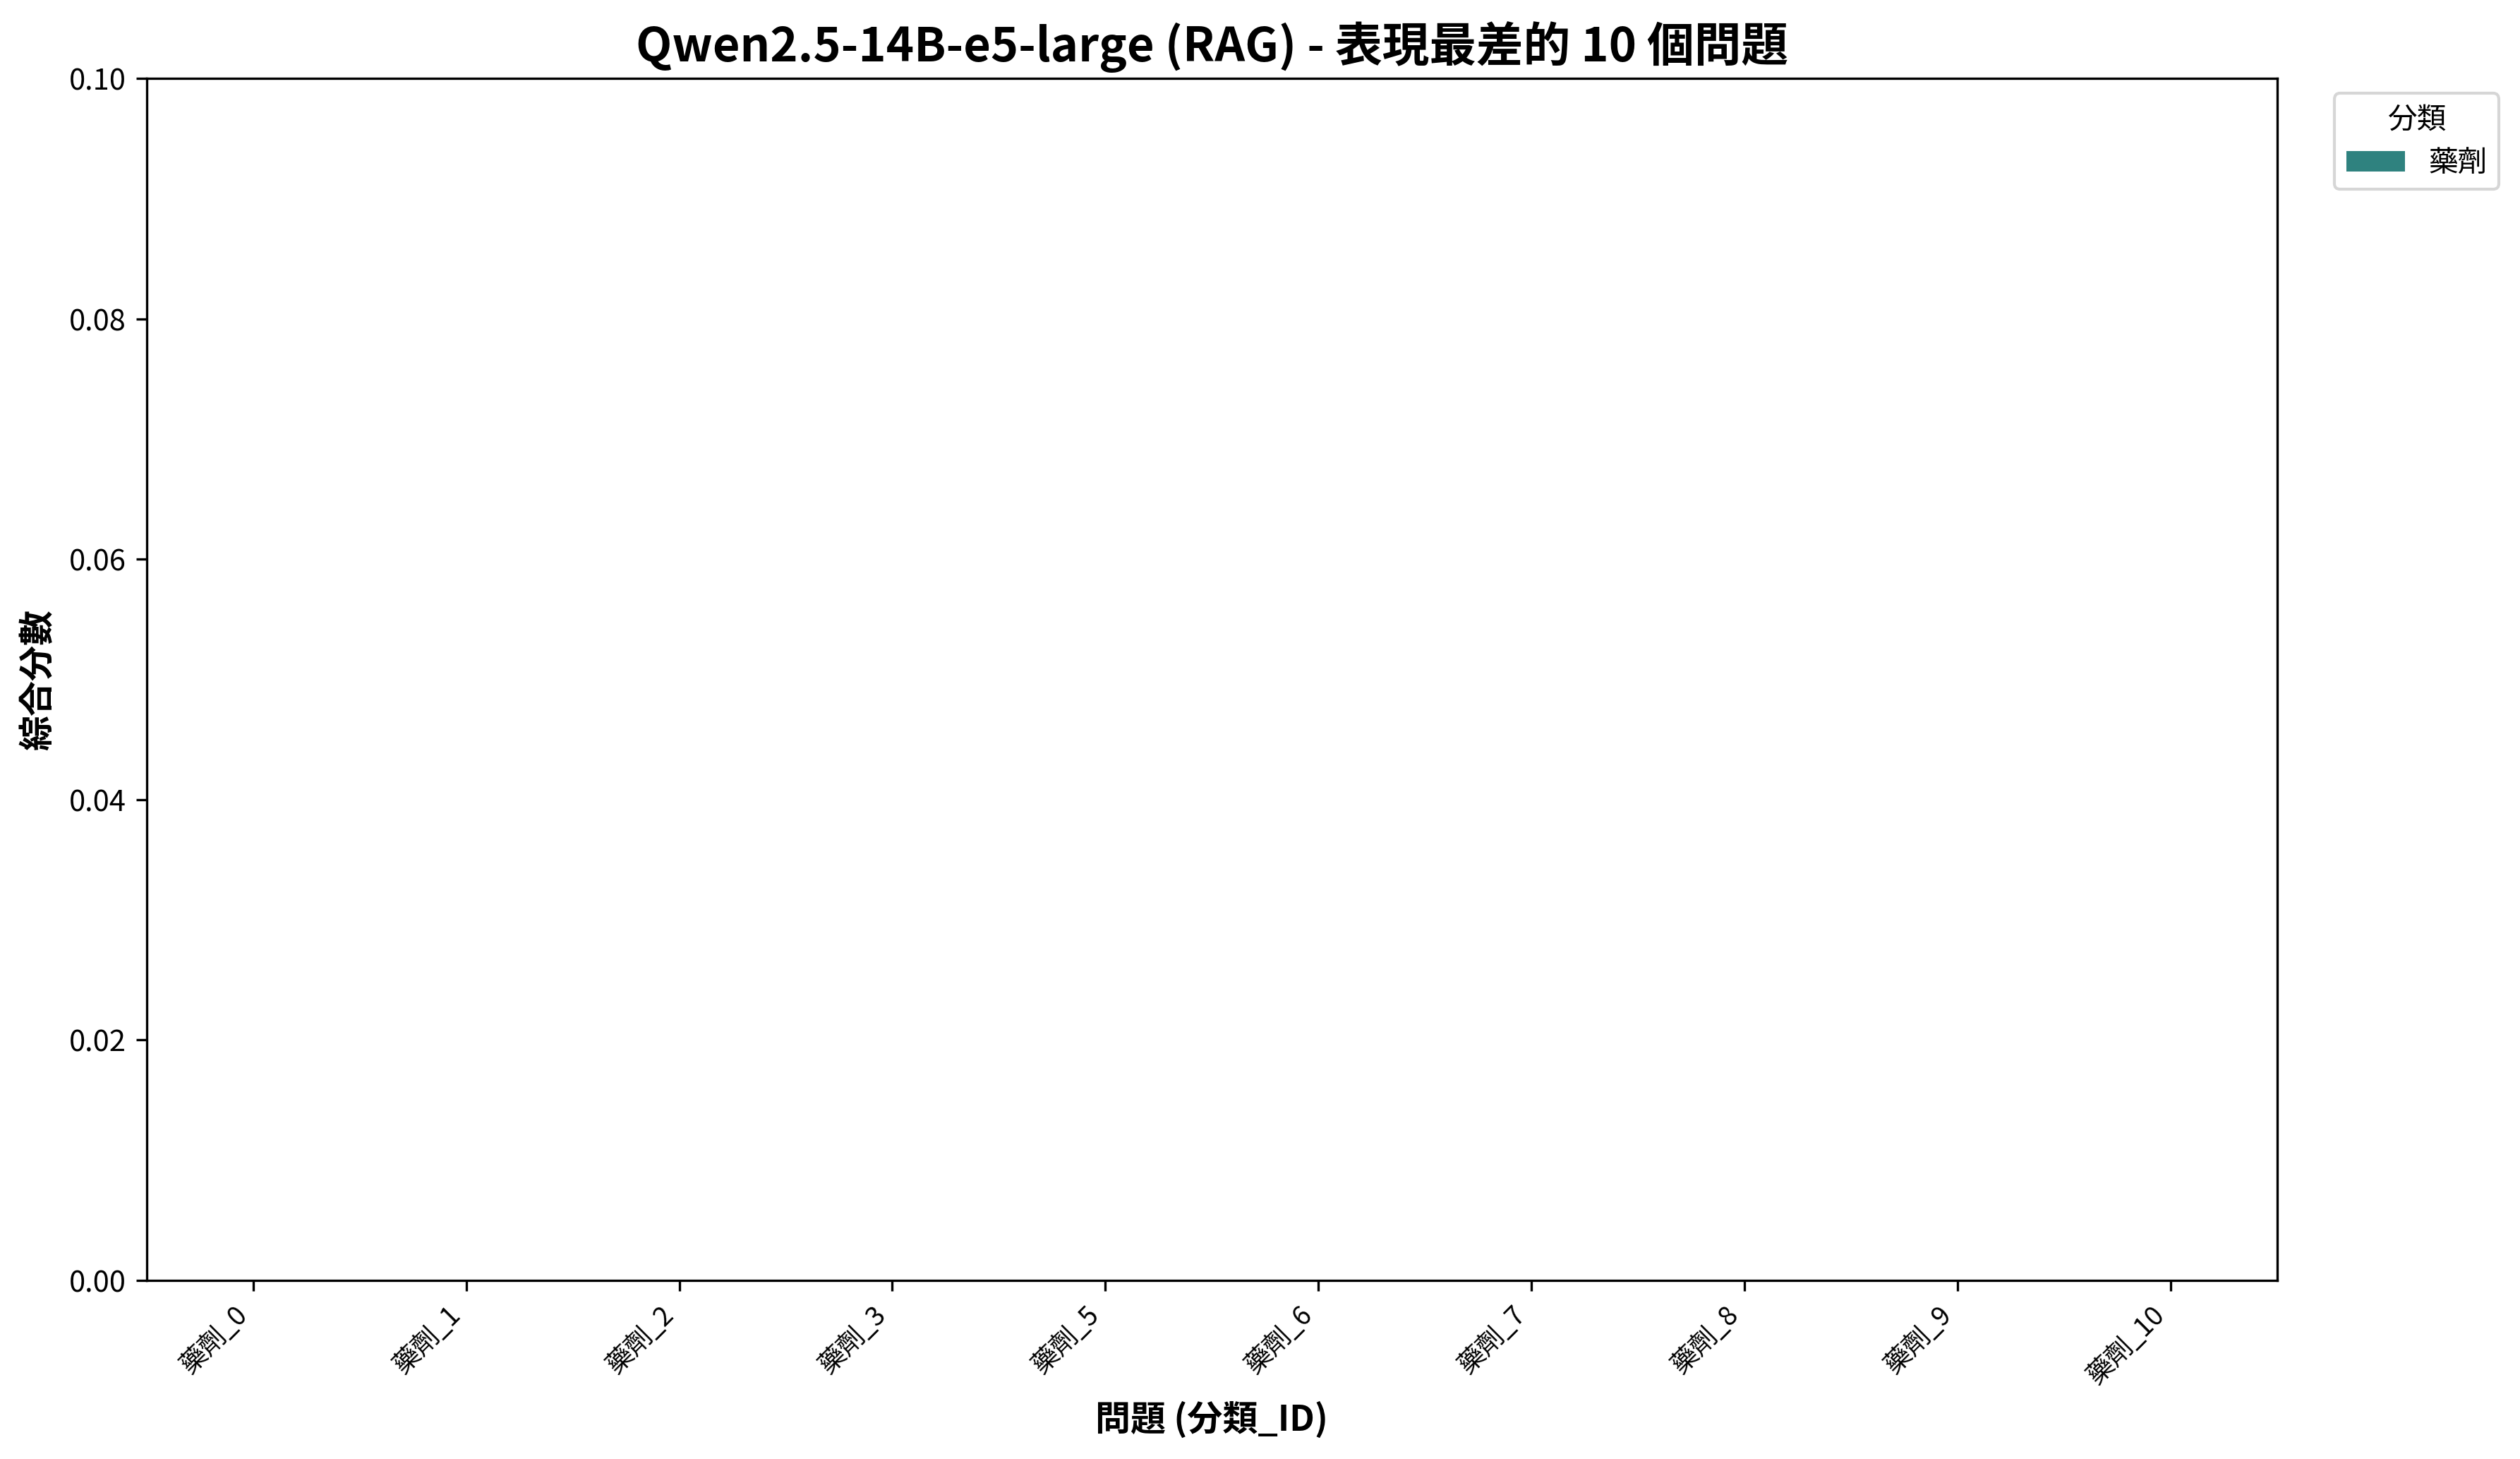 Qwen2.5-14B-e5-large (RAG) - 表現最差的 10 個問題
分類
藥劑
綜合分數
0.10
0.08
0.06
0.04
0.02
0.00
藥劑_0
藥劑_1
藥劑_2
藥劑_3
藥劑_5
藥劑_6
藥劑_7
藥劑_8
藥劑_9
藥劑_10
問題 (分類_ID)